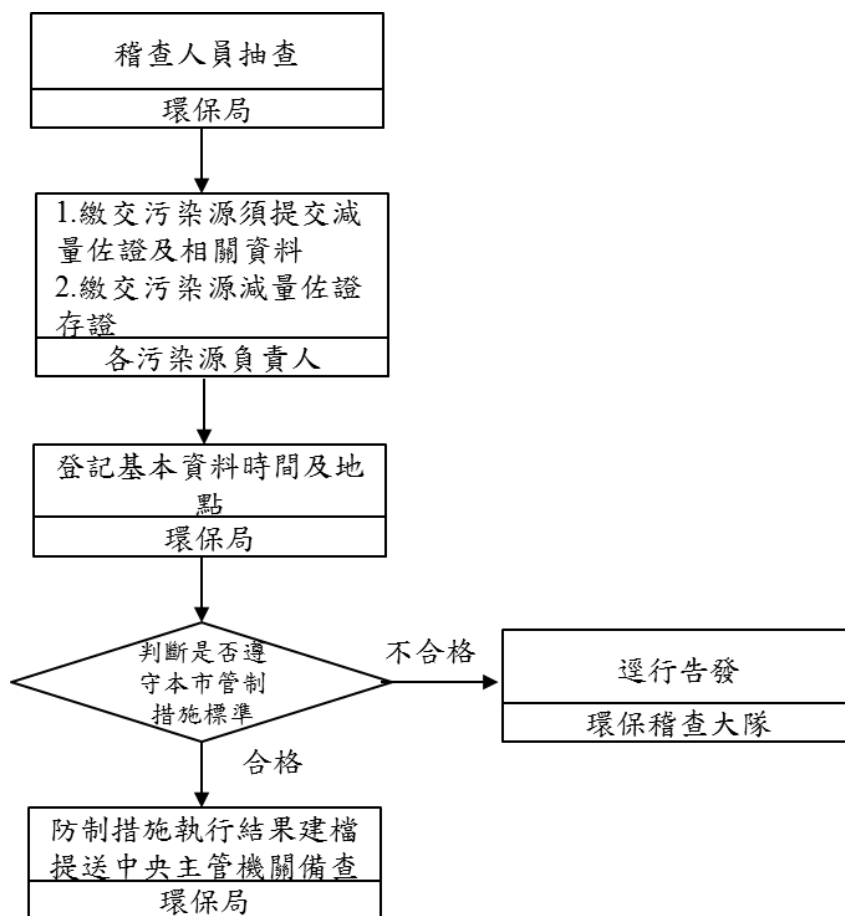 稽查人員抽查
環保局
1.繳交污染源須提交減
量佐證及相關資料
2.繳交污染源減量佐證
存證
各污染源負責人
登記基本資料時間及地
點
環保局
判斷是否遵
守本市管制
措施標準
不合格
逕行告發
環保稽查大隊
合格
防制措施執行結果建檔
提送中央主管機關備查
環保局